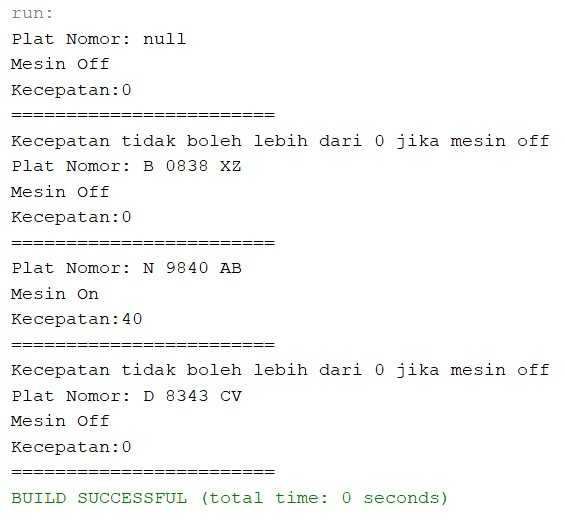 run:
Plat Nomor: null
Mesin Off
Kecepatan:0
========================
Kecepatan tidak boleh lebih dari 0 jika mesin off
Plat Nomor: B 0838 XZ
Mesin Off
Kecepatan:0
========================
Plat Nomor: N 9840 AB
Mesin On
Kecepatan:40
========================
Kecepatan tidak boleh lebih dari 0 jika mesin off
Plat Nomor: D 8343 CV
Mesin Off
Kecepatan:0
========================
BUILD SUCCESSFUL (total time: 0 seconds)